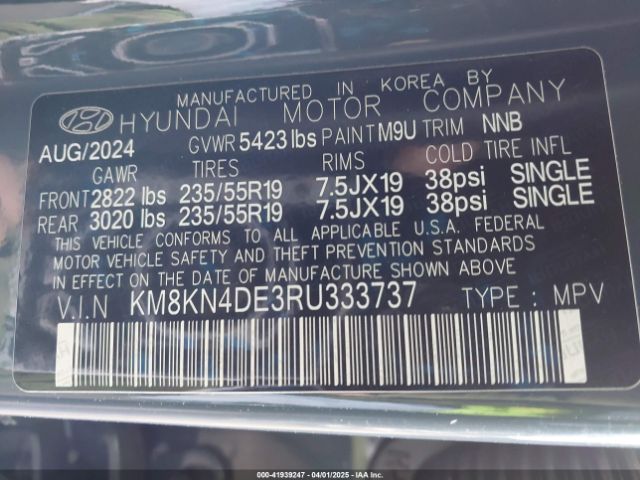 MANUFACTURED IN KOREA BY
HYUNDAI MOTOR COMPANY
AUG/2024 GVWR 5423 lbs PAINT M9U TRIM NNB
GAWR TIRES RIMS COLD TIRE INFL
FRONT 2822 lbs 235/55R19 7.5JX19 38psi SINGLE
REAR 3020 lbs 235/55R19 7.5JX19 38psi SINGLE
THIS VEHICLE CONFORMS TO ALL APPLICABLE U.S.A. FEDERAL
MOTOR VEHICLE SAFETY AND THEFT PREVENTION STANDARDS
IN EFFECT ON THE DATE OF MANUFACTURE SHOWN ABOVE.
V.I.N KM8KN4DE3RU333737 TYPE : MPV
000-41939247 - 04/01/2025 - IAA Inc.